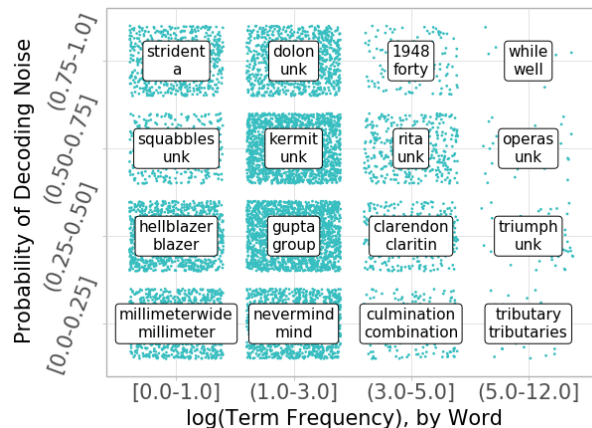 Probability of Decoding Noise
(0.75-1.0]
strident
a
dolon
unk
1948
forty
while
well
(0.50-0.75]
squabbles
unk
kermit
unk
rita
unk
operas
unk
(0.25-0.50]
hellblazer
blazer
gupta
group
clarendon
claritin
triumph
unk
[0.0-0.25]
millimeterwide
millimeter
nevermind
mind
culmination
combination
tributary
tributaries
[0.0-1.0]
(1.0-3.0]
(3.0-5.0]
(5.0-12.0]
log(Term Frequency), by Word